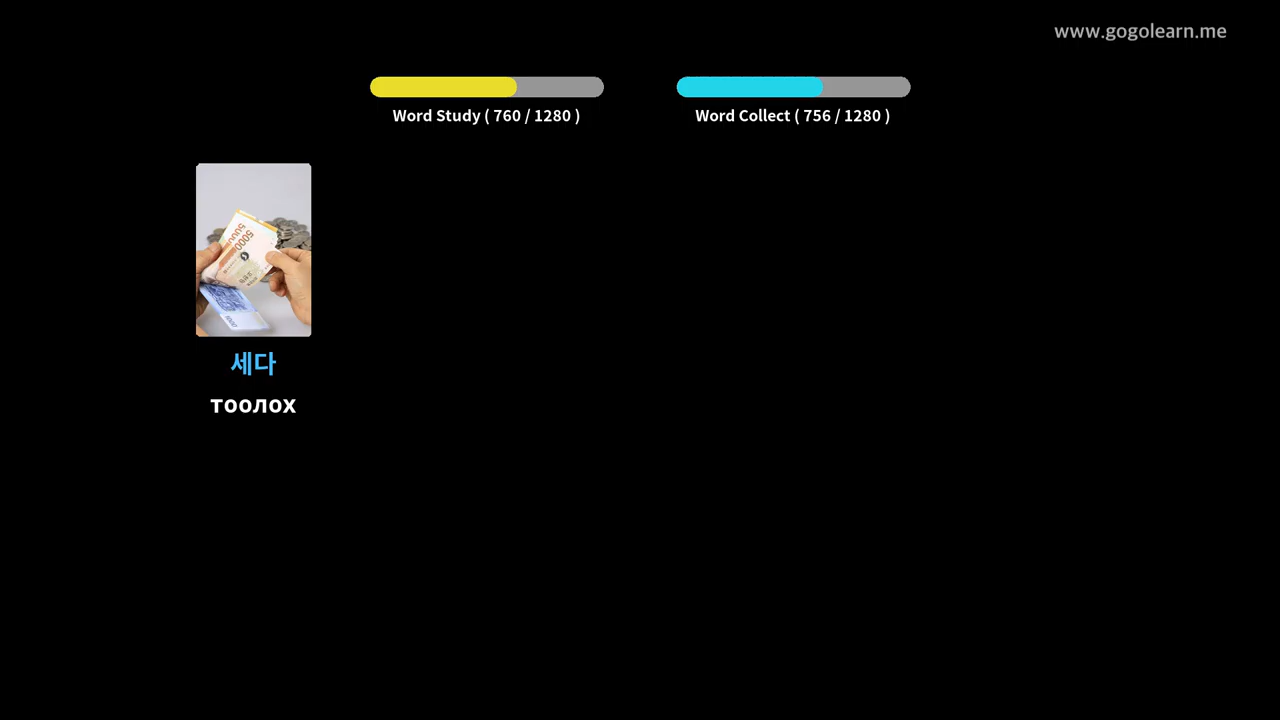 www.gogolearn.me
Word Study ( 760 / 1280 )
Word Collect ( 756 / 1280 )
세다
тоолох